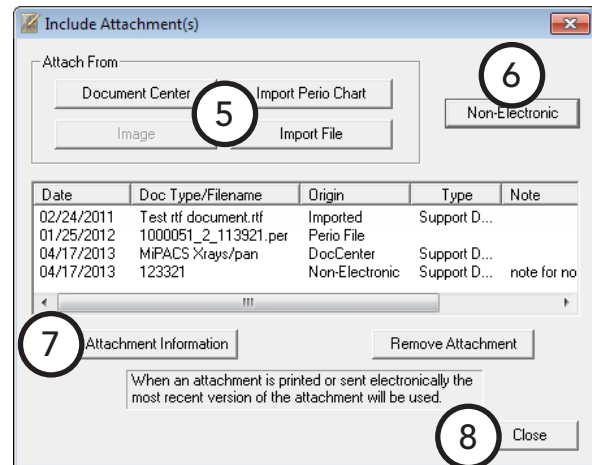 Include Attachment(s)
Attach From
Document Center
Import Perio Chart
5
Image
Import File
6
Non-Electronic
Date Doc Type/Filename Origin Type Note
02/24/2011 Test rtf document.rtf Imported Support D...
01/25/2012 1000051_2_113921.per Perio File
04/17/2013 MiPACS Xrays/pan DocCenter Support D...
04/17/2013 123321 Non-Electronic Support D... note for no
7
Attachment Information
Remove Attachment
When an attachment is printed or sent electronically the
most recent version of the attachment will be used.
8
Close